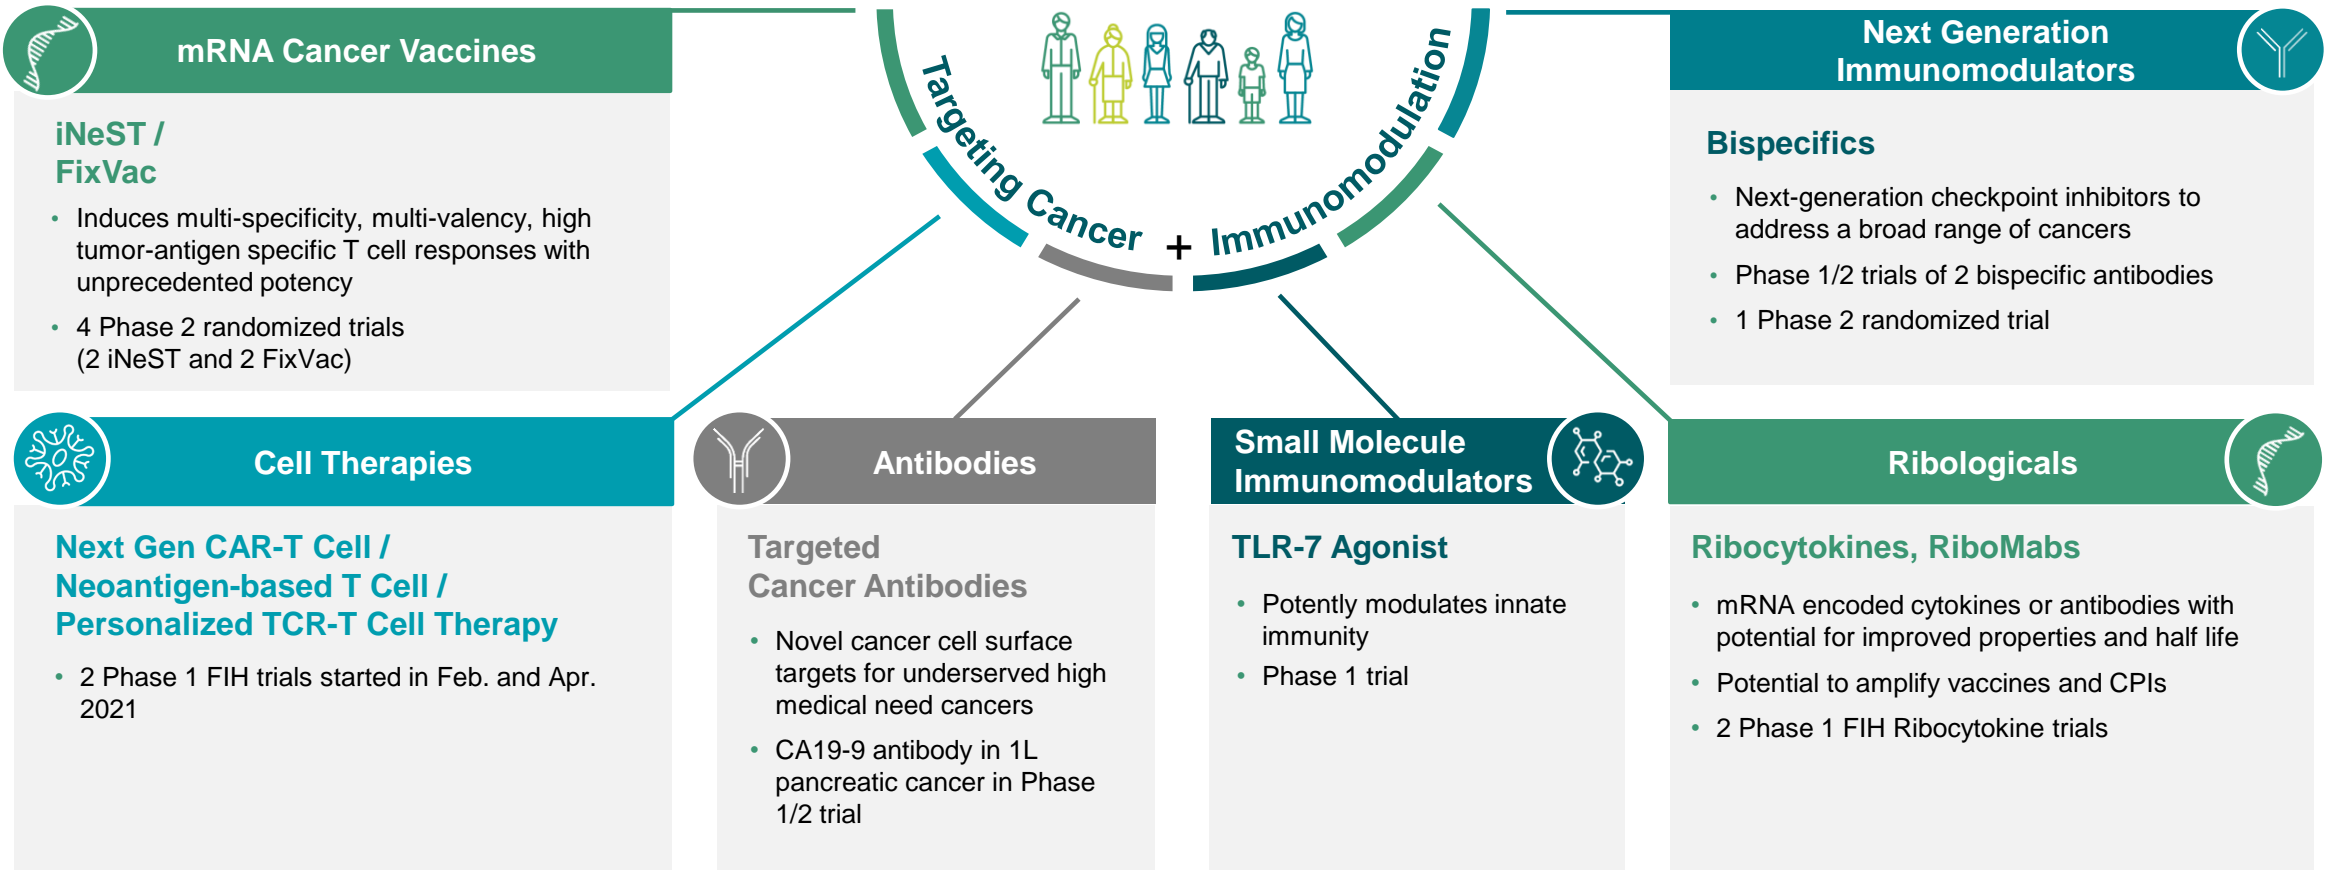 mRNA Cancer Vaccines
iNeST /
FixVac
• Induces multi-specificity, multi-valency, high
tumor-antigen specific T cell responses with
unprecedented potency
• 4 Phase 2 randomized trials
(2 iNeST and 2 FixVac)
Targeting Cancer + Immunomodulation
Next Generation
Immunomodulators
Bispecifics
• Next-generation checkpoint inhibitors to
address a broad range of cancers
• Phase 1/2 trials of 2 bispecific antibodies
• 1 Phase 2 randomized trial
Cell Therapies
Next Gen CAR-T Cell /
Neoantigen-based T Cell /
Personalized TCR-T Cell Therapy
• 2 Phase 1 FIH trials started in Feb. and Apr.
2021
Antibodies
Targeted
Cancer Antibodies
• Novel cancer cell surface
targets for underserved high
medical need cancers
• CA19-9 antibody in 1L
pancreatic cancer in Phase
1/2 trial
Small Molecule
Immunomodulators
TLR-7 Agonist
• Potently modulates innate
immunity
• Phase 1 trial
Ribologicals
Ribocytokines, RiboMabs
• mRNA encoded cytokines or antibodies with
potential for improved properties and half life
• Potential to amplify vaccines and CPIs
• 2 Phase 1 FIH Ribocytokine trials